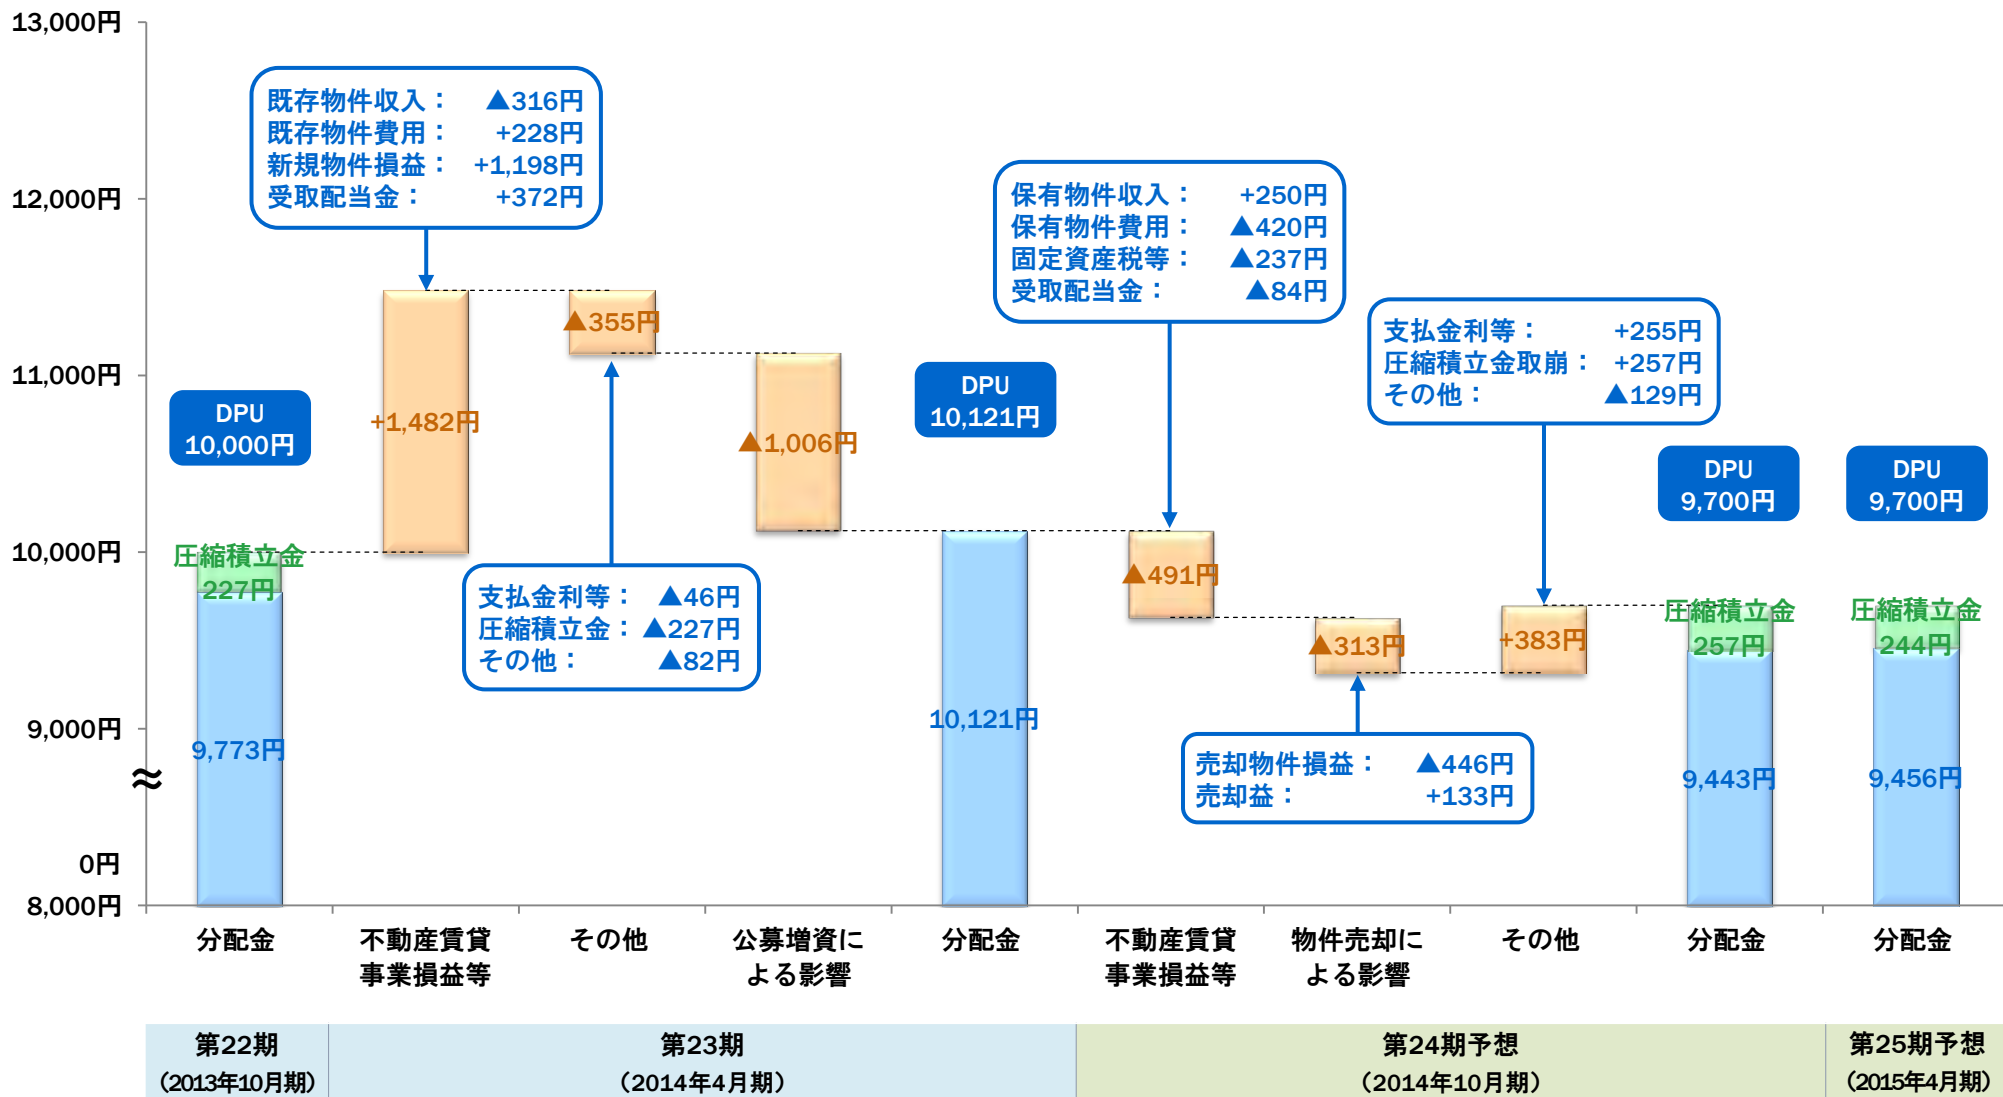 13,000円
12,000円
11,000円
10,000円
9,000円
≈
0円
8,000円
既存物件収入： ▲316円
既存物件費用： +228円
新規物件損益： +1,198円
受取配当金： +372円
保有物件収入： +250円
保有物件費用： ▲420円
固定資産税等： ▲237円
受取配当金： ▲84円
支払金利等： +255円
圧縮積立金取崩： +257円
その他： ▲129円
DPU
10,000円
+1,482円
▲355円
▲1,006円
DPU
10,121円
DPU
9,700円
DPU
9,700円
圧縮積立金
227円
9,773円
支払金利等： ▲46円
圧縮積立金： ▲227円
その他： ▲82円
10,121円
▲491円
▲313円
+383円
売却物件損益： ▲446円
売却益： +133円
圧縮積立金
257円
9,443円
圧縮積立金
244円
9,456円
分配金
不動産賃貸
事業損益等
その他
公募増資に
よる影響
分配金
不動産賃貸
事業損益等
物件売却に
よる影響
その他
分配金
分配金
第22期
（2013年10月期）
第23期
（2014年4月期）
第24期予想
（2014年10月期）
第25期予想
（2015年4月期）